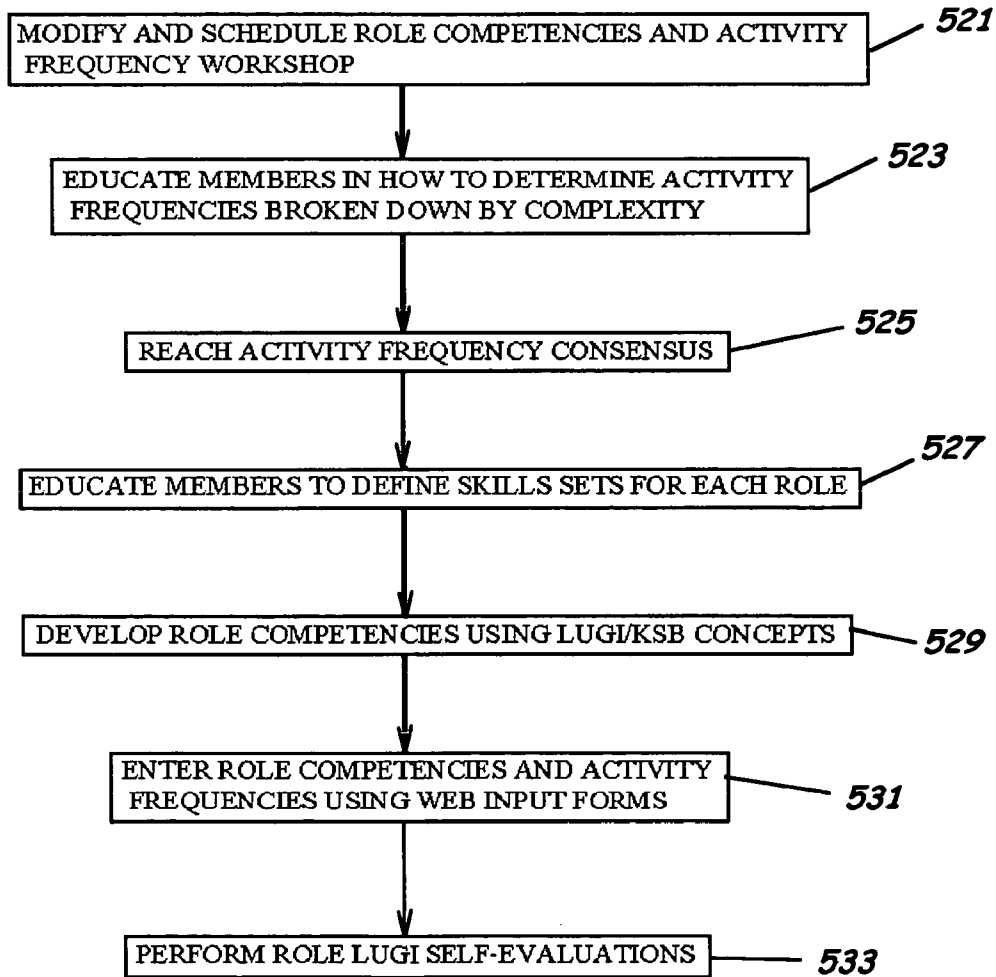 MODIFY AND SCHEDULE ROLE COMPETENCIES AND ACTIVITY
FREQUENCY WORKSHOP
521
EDUCATE MEMBERS IN HOW TO DETERMINE ACTIVITY
FREQUENCIES BROKEN DOWN BY COMPLEXITY
523
REACH ACTIVITY FREQUENCY CONSENSUS
525
EDUCATE MEMBERS TO DEFINE SKILLS SETS FOR EACH ROLE
527
DEVELOP ROLE COMPETENCIES USING LUGI/KSB CONCEPTS
529
ENTER ROLE COMPETENCIES AND ACTIVITY
FREQUENCIES USING WEB INPUT FORMS
531
PERFORM ROLE LUGI SELF-EVALUATIONS
533